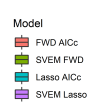 Model
FWD AICc
SVEM FWD
Lasso AICc
SVEM Lasso